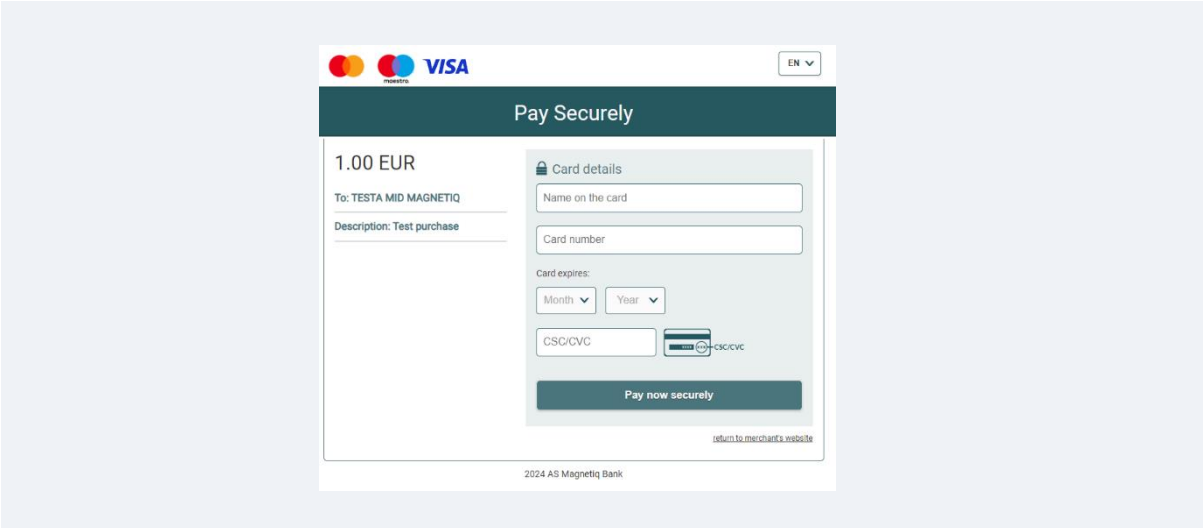 maestro
VISA
EN
Pay Securely
1.00 EUR
To: TESTA MID MAGNETIQ
Description: Test purchase
Card details
Name on the card
Card number
Card expires:
Month
Year
CSC/CVC
CSC/CVC
Pay now securely
return to merchant's website
2024 AS Magnetiq Bank